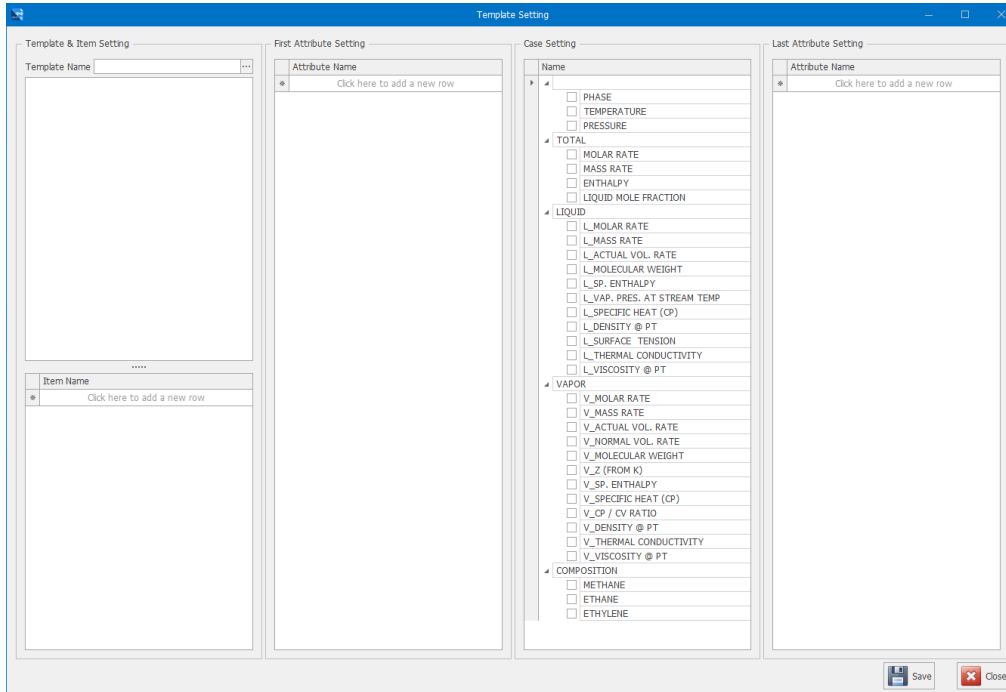 Template Setting
Template & Item Setting
Template Name
Item Name
Click here to add a new row
First Attribute Setting
Attribute Name
Click here to add a new row
Case Setting
Name
PHASE
TEMPERATURE
PRESSURE
TOTAL
MOLAR RATE
MASS RATE
ENTHALPY
LIQUID MOLE FRACTION
LIQUID
L_MOLAR RATE
L_MASS RATE
L_ACTUAL VOL. RATE
L_MOLECULAR WEIGHT
L_SP. ENTHALPY
L_VAP. PRES. AT STREAM TEMP
L_SPECIFIC HEAT (CP)
L_DENSITY @ PT
L_SURFACE  TENSION
L_THERMAL CONDUCTIVITY
L_VISCOSITY @ PT
VAPOR
V_MOLAR RATE
V_MASS RATE
V_ACTUAL VOL. RATE
V_NORMAL VOL. RATE
V_MOLECULAR WEIGHT
V_Z (FROM K)
V_SP. ENTHALPY
V_SPECIFIC HEAT (CP)
V_CP / CV RATIO
V_DENSITY @ PT
V_THERMAL CONDUCTIVITY
V_VISCOSITY @ PT
COMPOSITION
METHANE
ETHANE
ETHYLENE
Last Attribute Setting
Attribute Name
Click here to add a new row
Save
Close